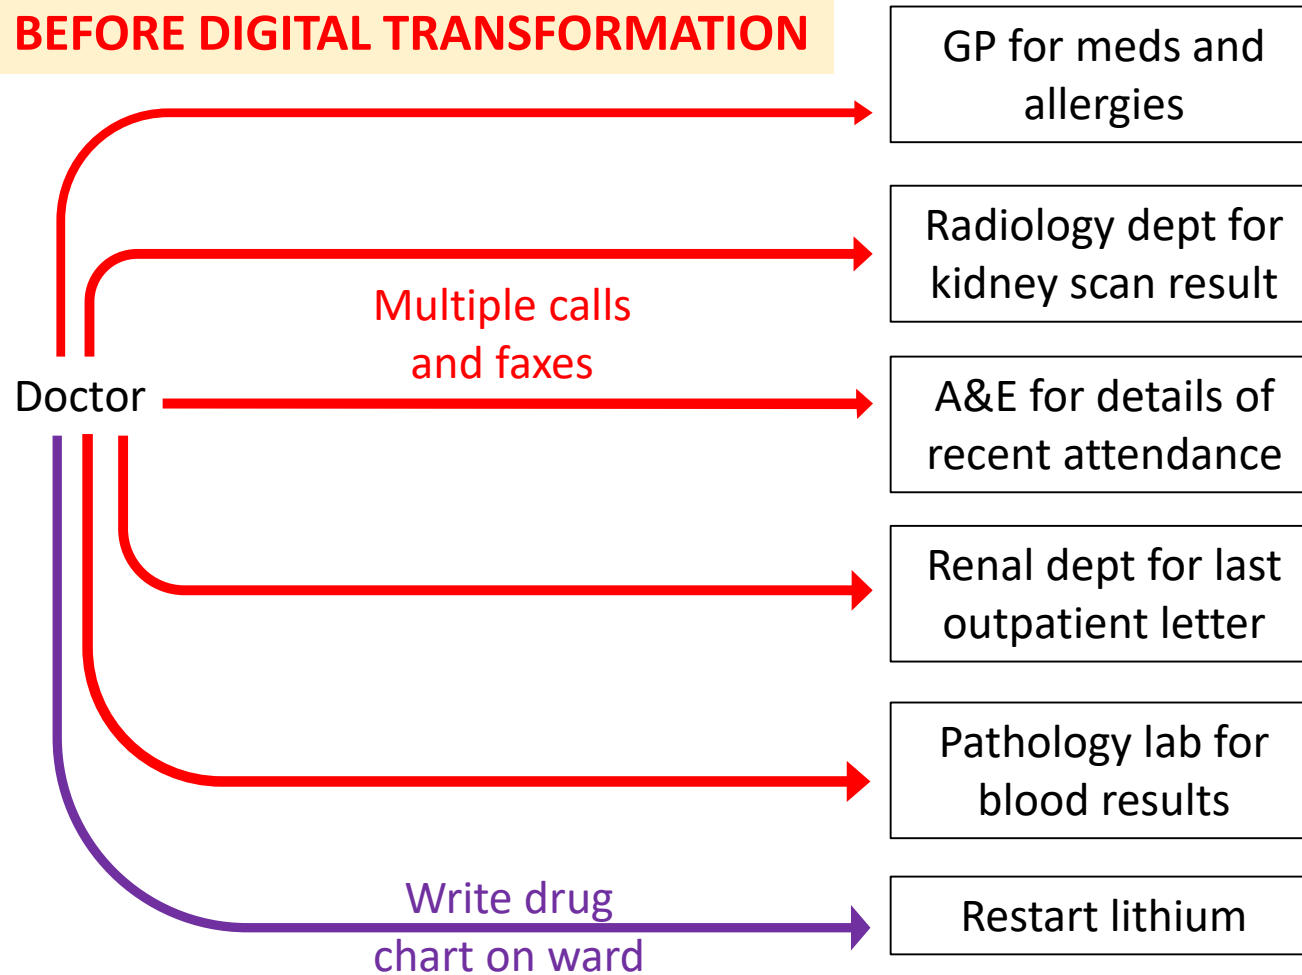 BEFORE DIGITAL TRANSFORMATION
GP for meds and
allergies
Radiology dept for
kidney scan result
Multiple calls
and faxes
Doctor
A&E for details of
recent attendance
Renal dept for last
outpatient letter
Pathology lab for
blood results
Write drug
chart on ward
Restart lithium